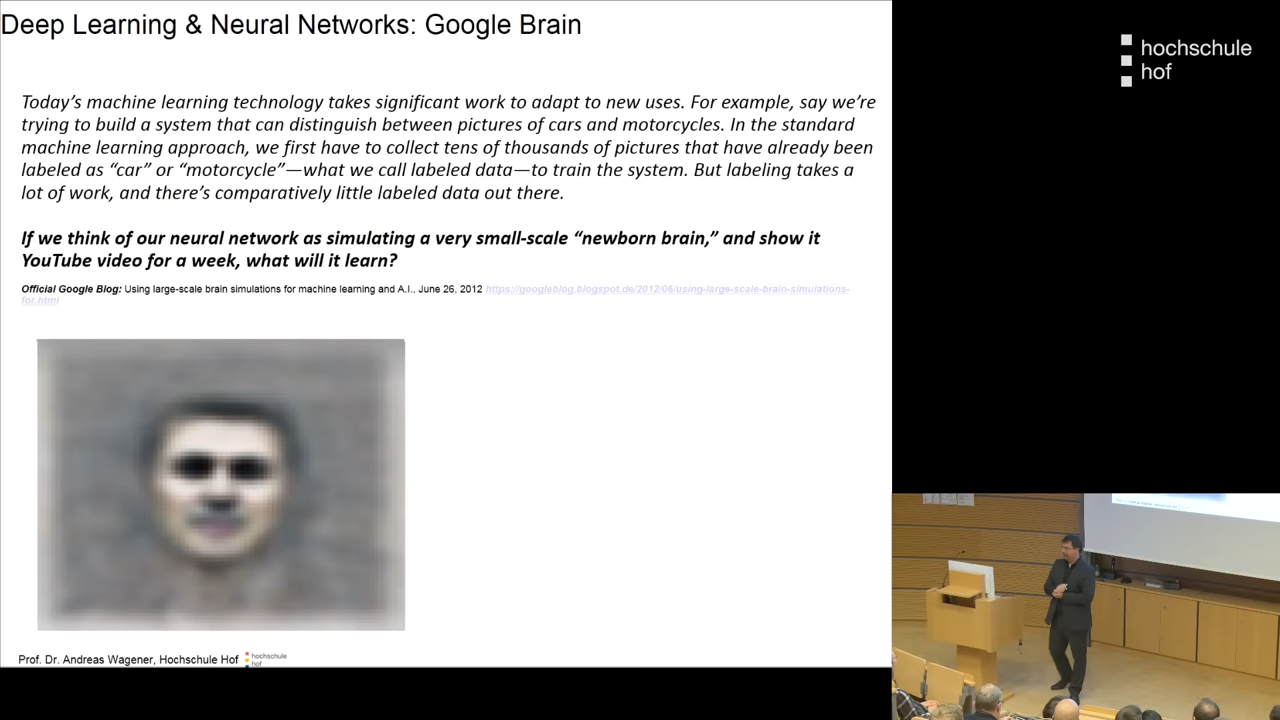 Deep Learning & Neural Networks: Google Brain
hochschule
hof
Today's machine learning technology takes significant work to adapt to new uses. For example, say we're
trying to build a system that can distinguish between pictures of cars and motorcycles. In the standard
machine learning approach, we first have to collect tens of thousands of pictures that have already been
labeled as “car” or “motorcycle”—what we call labeled data—to train the system. But labeling takes a
lot of work, and there's comparatively little labeled data out there.
If we think of our neural network as simulating a very small-scale “newborn brain,” and show it
YouTube video for a week, what will it learn?
Official Google Blog: Using large-scale brain simulations for machine learning and A.I., June 26, 2012 https://googleblog.blogspot.de/2012/06/using-large-scale-brain-simulations-
for.html
Prof. Dr. Andreas Wagener, Hochschule Hof
hochschule
hof